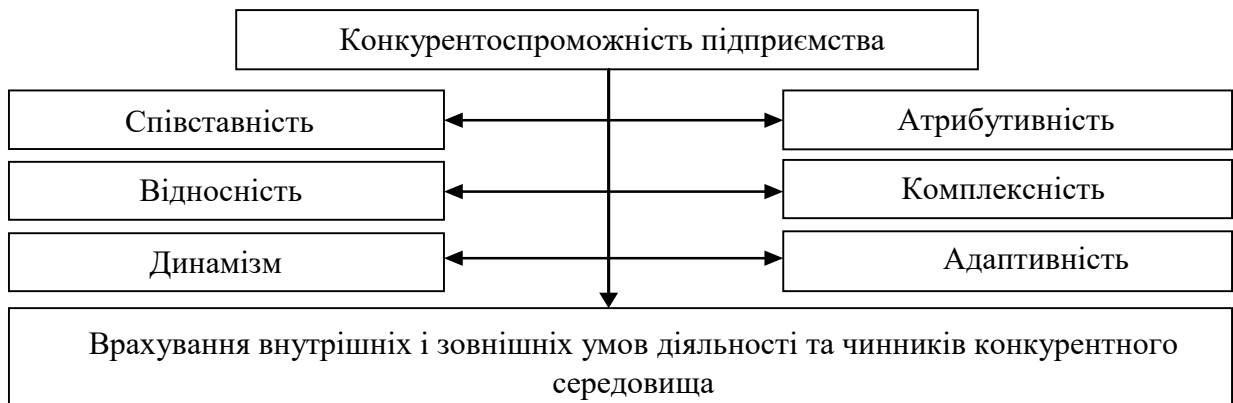 Конкурентоспроможність підприємства
Співставність
Атрибутивність
Відносність
Комплексність
Динамізм
Адаптивність
Врахування внутрішніх і зовнішніх умов діяльності та чинників конкурентного
середовища